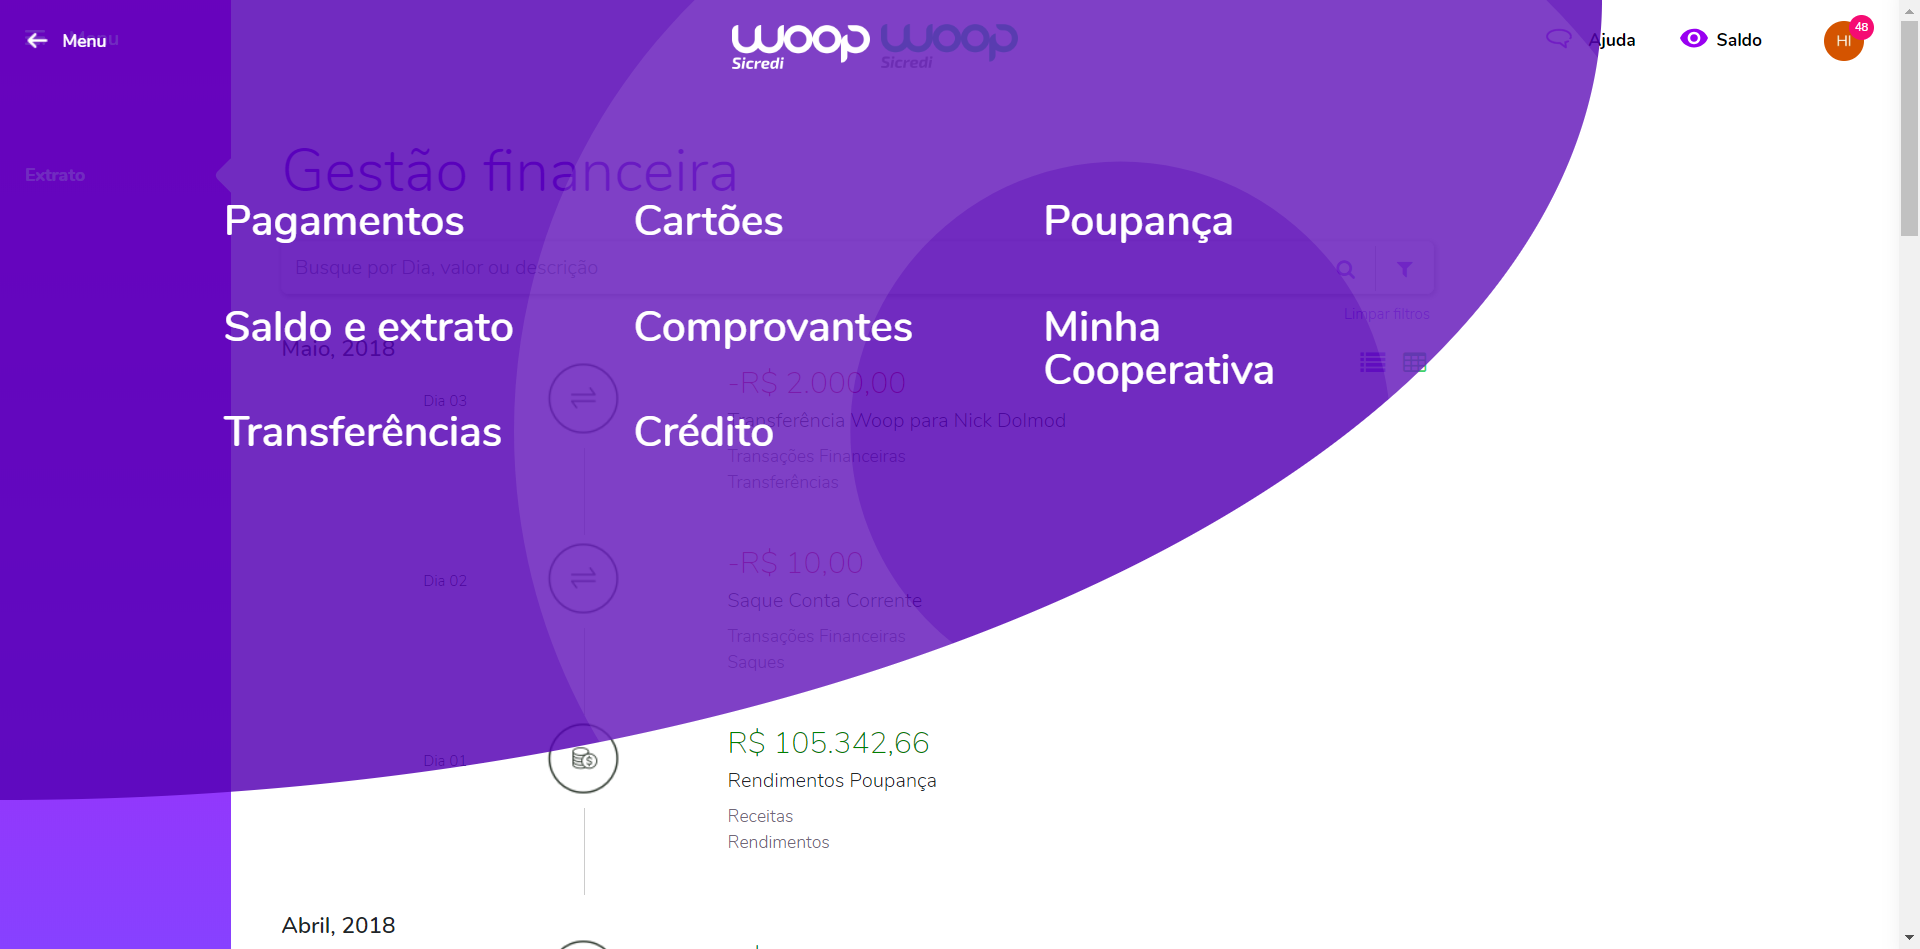 Menu
Menu
woop
Sicredi
woop
Sicredi
Ajuda
Saldo
HI
48
Extrato
Gestão financeira
Pagamentos
Cartões
Poupança
Busque por Dia, valor ou descrição
Limpar filtros
Saldo e extrato
Comprovantes
Minha
Cooperativa
Maio, 2018
Transferências
Crédito
Dia 03
-R$ 2.000,00
Transferência Woop para Nick Dolmod
Transações Financeiras
Transferências
Dia 02
-R$ 10,00
Saque Conta Corrente
Transações Financeiras
Saques
Dia 01
R$ 105.342,66
Rendimentos Poupança
Receitas
Rendimentos
Abril, 2018